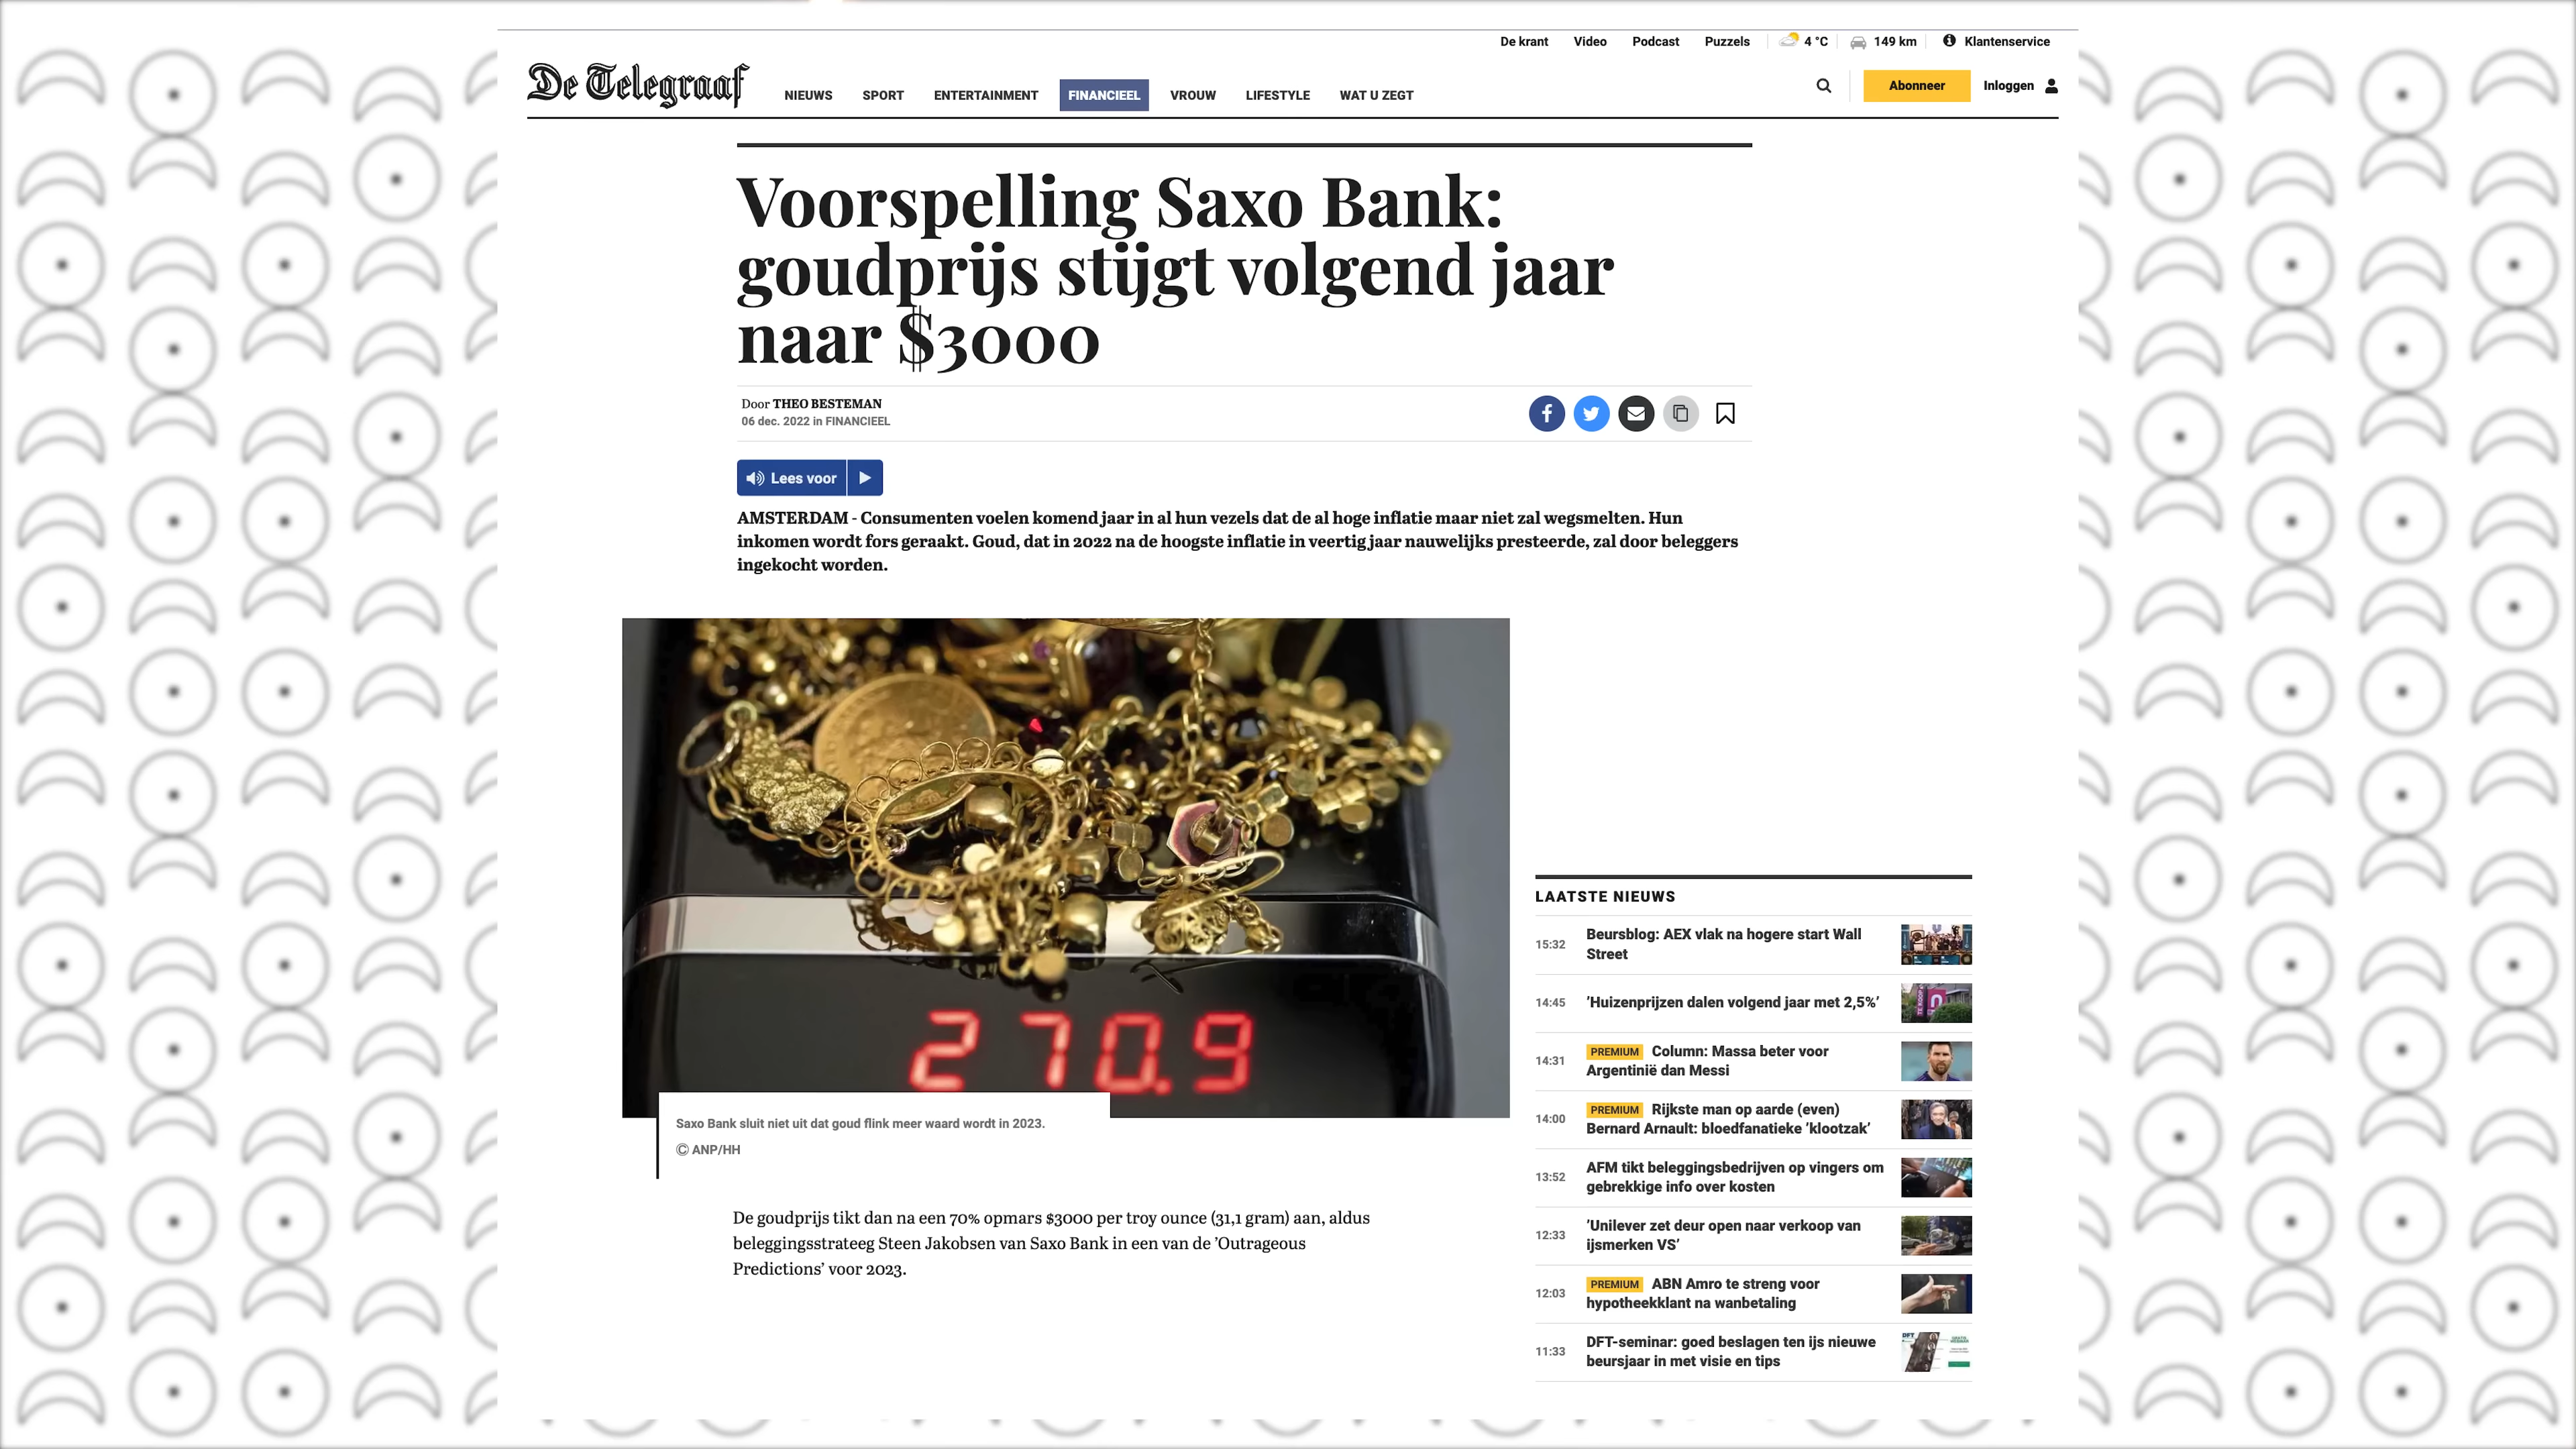 De krant Video Podcast Puzzels 4 °C 149 km Klantenservice
De Telegraaf
NIEUWS SPORT ENTERTAINMENT FINANCIEEL VROUW LIFESTYLE WAT U ZEGT
Abonneer Inloggen
Voorspelling Saxo Bank:
goudprijs stijgt volgend jaar
naar $3000
Door THEO BESTEMAN
06 dec. 2022 in FINANCIEEL
Lees voor
AMSTERDAM - Consumenten voelen komend jaar in al hun vezels dat de al hoge inflatie maar niet zal wegsmelten. Hun
inkomen wordt fors geraakt. Goud, dat in 2022 na de hoogste inflatie in veertig jaar nauwelijks presteerde, zal door beleggers
ingekocht worden.
270.9
Saxo Bank sluit niet uit dat goud flink meer waard wordt in 2023.
© ANP/HH
De goudprijs tikt dan na een 70% opmars $3000 per troy ounce (31,1 gram) aan, aldus
beleggingsstrateeg Steen Jakobsen van Saxo Bank in een van de ’Outrageous
Predictions’ voor 2023.
LAATSTE NIEUWS
15:32
Beursblog: AEX vlak na hogere start Wall
Street
14:45
’Huizenprijzen dalen volgend jaar met 2,5%’
14:31
PREMIUM Column: Massa beter voor
Argentinië dan Messi
14:00
PREMIUM Rijkste man op aarde (even)
Bernard Arnault: bloedfanatieke ’klootzak’
13:52
AFM tikt beleggingsbedrijven op vingers om
gebrekkige info over kosten
12:33
’Unilever zet deur open naar verkoop van
ijsmerken VS’
12:03
PREMIUM ABN Amro te streng voor
hypotheekklant na wanbetaling
11:33
DFT-seminar: goed beslagen ten ijs nieuwe
beursjaar in met visie en tips
DFT